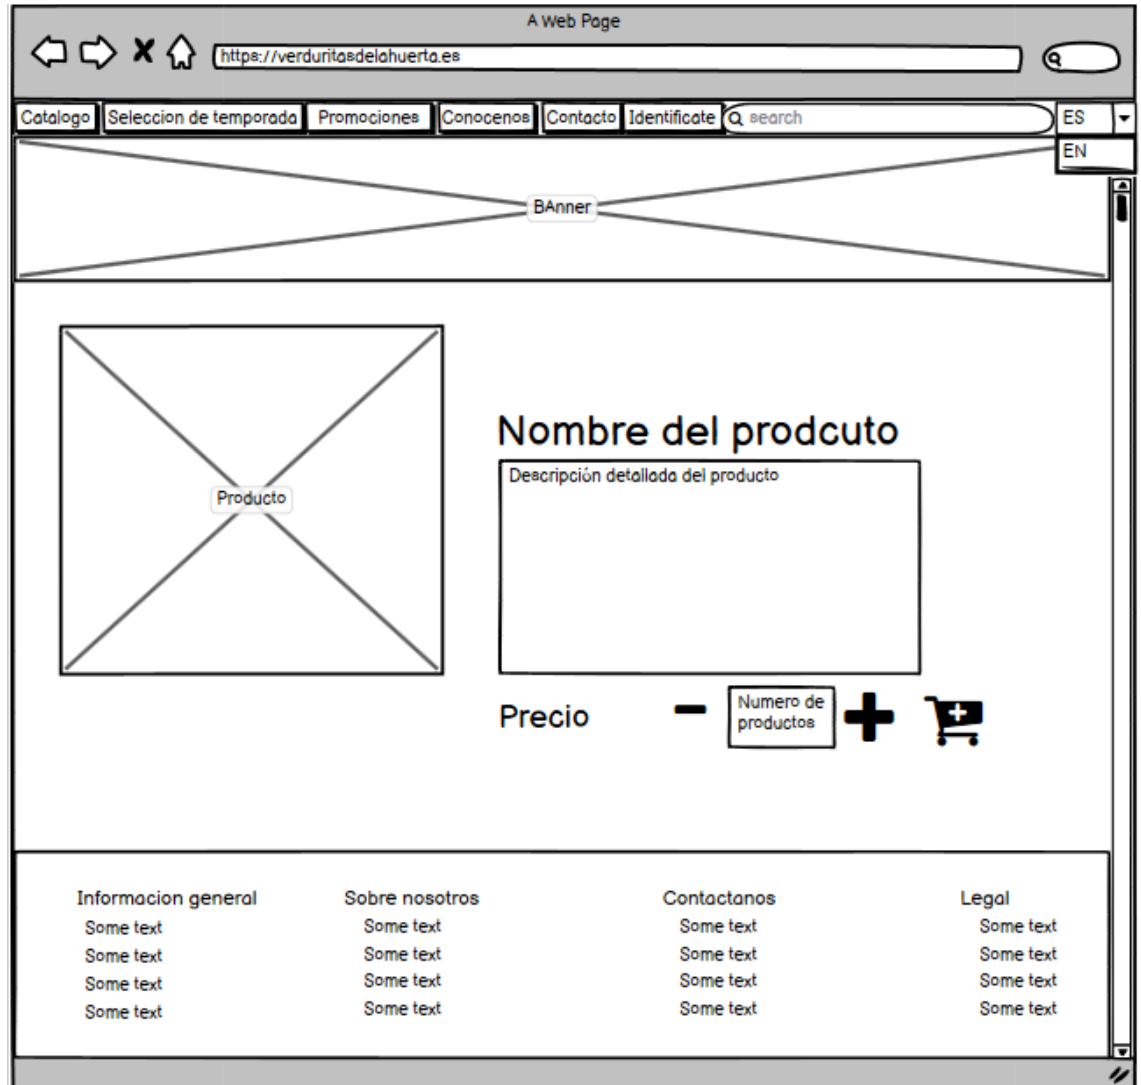 A Web Page
https://verduritasdelahuerta.es
Catalogo Seleccion de temporada Promociones Conocenos Contacto Identificate search ES
EN
BAnner
Nombre del prodcuto
Descripción detallada del producto
Producto
Precio
Numero de
productos
Informacion general Sobre nosotros Contactanos Legal
Some text Some text Some text Some text
Some text Some text Some text Some text
Some text Some text Some text Some text
Some text Some text Some text Some text